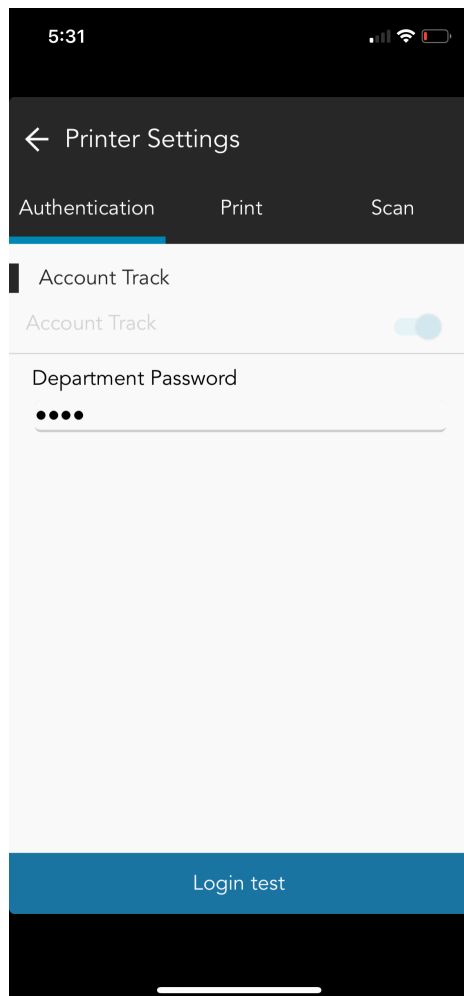 5:31
Printer Settings
Authentication Print Scan
Account Track
Account Track
Department Password
••••
Login test